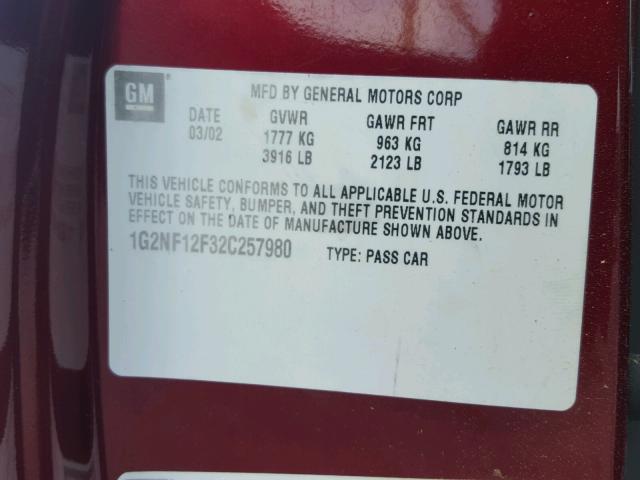 GM ®
MFD BY GENERAL MOTORS CORP
DATE GVWR GAWR FRT GAWR RR
03/02 1777 KG 963 KG 814 KG
3916 LB 2123 LB 1793 LB
THIS VEHICLE CONFORMS TO ALL APPLICABLE U.S. FEDERAL MOTOR
VEHICLE SAFETY, BUMPER, AND THEFT PREVENTION STANDARDS IN
EFFECT ON THE DATE OF MANUFACTURE SHOWN ABOVE.
1G2NF12F32C257980 TYPE: PASS CAR